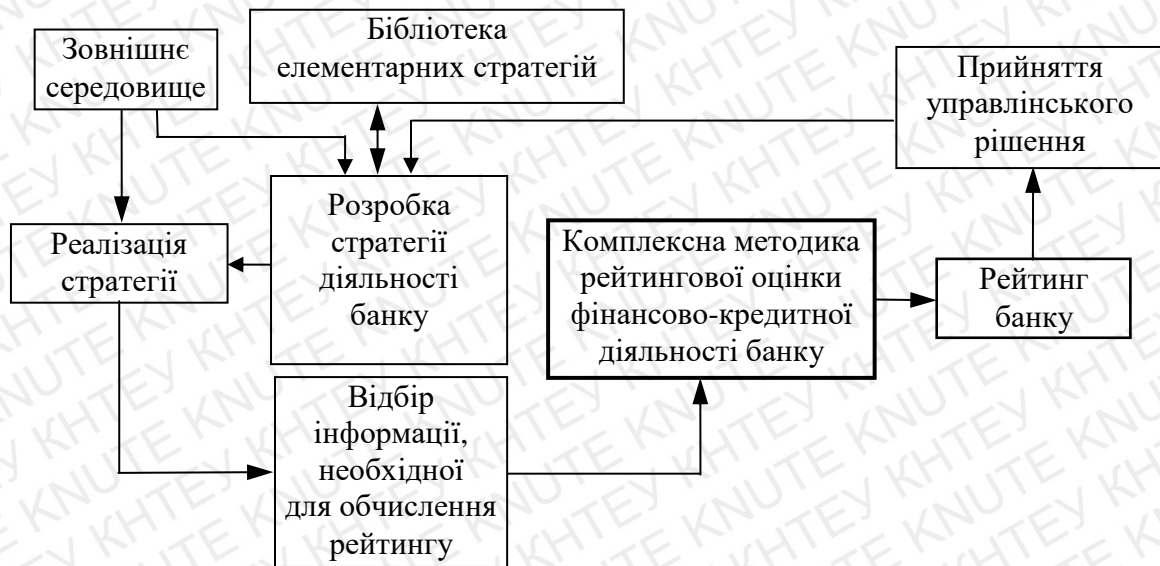 Зовнішнє
середовище
Бібліотека
елементарних стратегій
Прийняття
управлінського
рішення
Реалізація
стратегії
Розробка
стратегії
діяльності
банку
Комплексна методика
рейтингової оцінки
фінансово-кредитної
діяльності банку
Рейтинг
банку
Відбір
інформації,
необхідної
для обчислення
рейтингу